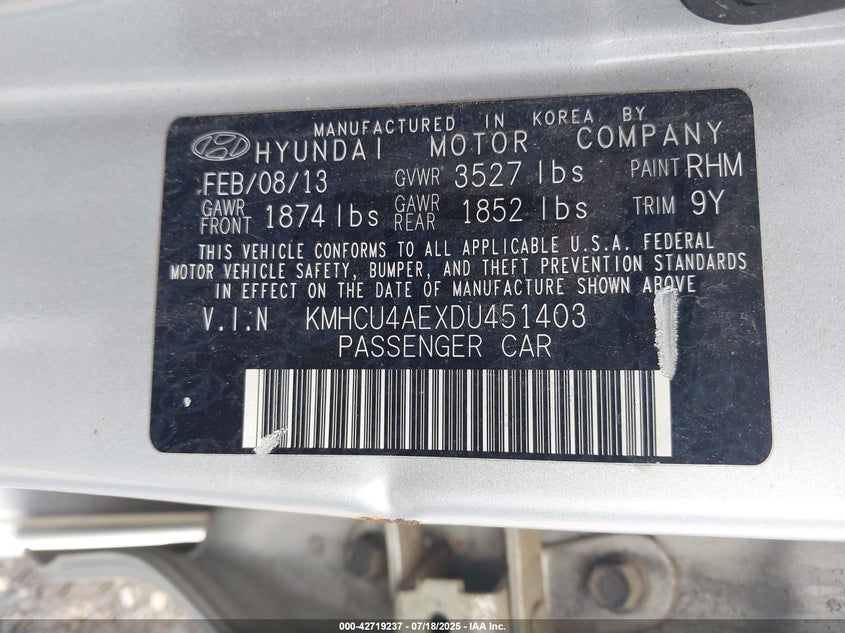 MANUFACTURED IN KOREA BY
HYUNDAI MOTOR COMPANY
FEB/08/13 GVWR 3527 lbs PAINT RHM
GAWR FRONT 1874 lbs GAWR REAR 1852 lbs TRIM 9Y
THIS VEHICLE CONFORMS TO ALL APPLICABLE U.S.A. FEDERAL
MOTOR VEHICLE SAFETY, BUMPER, AND THEFT PREVENTION STANDARDS
IN EFFECT ON THE DATE OF MANUFACTURE SHOWN ABOVE
V.I.N KMHCU4AEXDU451403
PASSENGER CAR
000-42719237 - 07/18/2025 - IAA Inc.